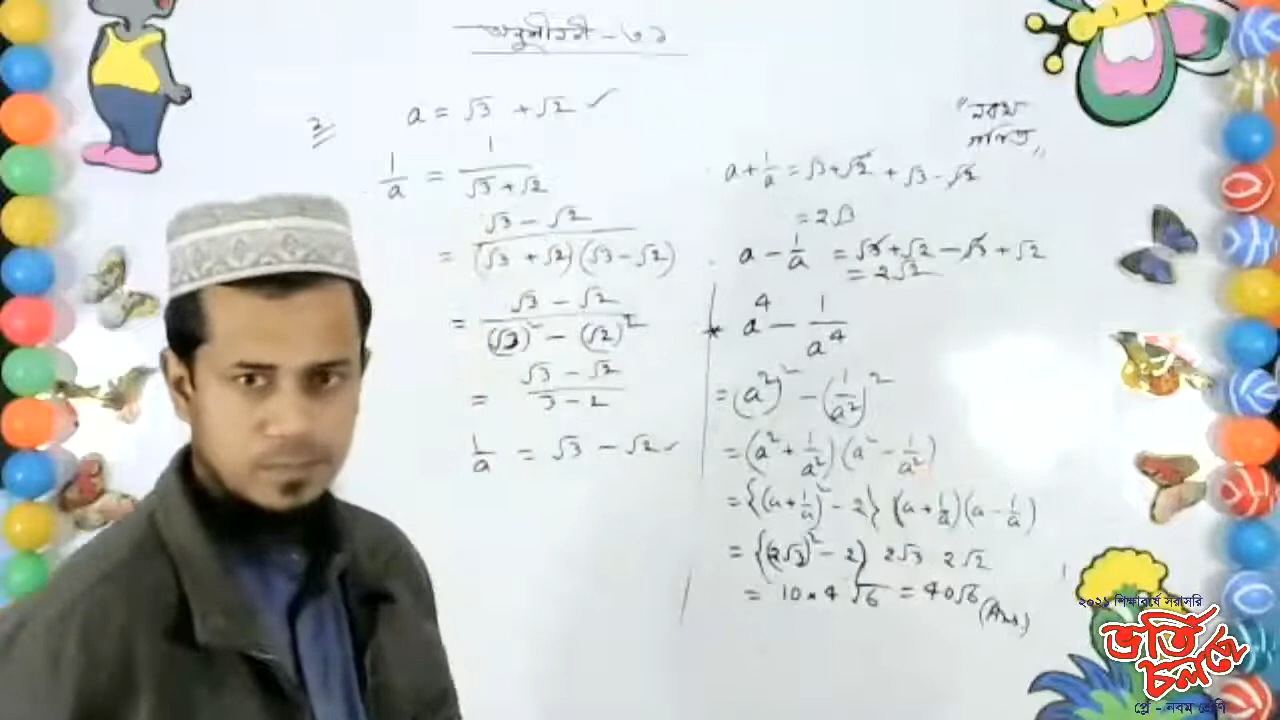 অনুশীলনী - ৩১
২
a = √3 + √2 ✓
1/a = 1/(√3 + √2)
= (√3 - √2)/((√3 + √2)(√3 - √2))
= (√3 - √2)/((√3)² - (√2)²)
= (√3 - √2)/(3 - 2)
1/a = √3 - √2 ✓
"নবম
গণিত"
a + 1/a = √3 + √2 + √3 - √2
= 2√3
a - 1/a = √3 + √2 - √3 + √2
= 2√2
* a⁴ - 1/a⁴
= (a²)² - (1/a²)²
= (a² + 1/a²)(a² - 1/a²)
= {(a + 1/a)² - 2} (a + 1/a)(a - 1/a)
= {(2√3)² - 2} 2√3 2√2
= 10 × 4 √6 = 40√6 (Ans.)
২০২১ শিক্ষাবর্ষে সরাসরি
ভর্তি
চলছে
প্লে - নবম শ্রেণি